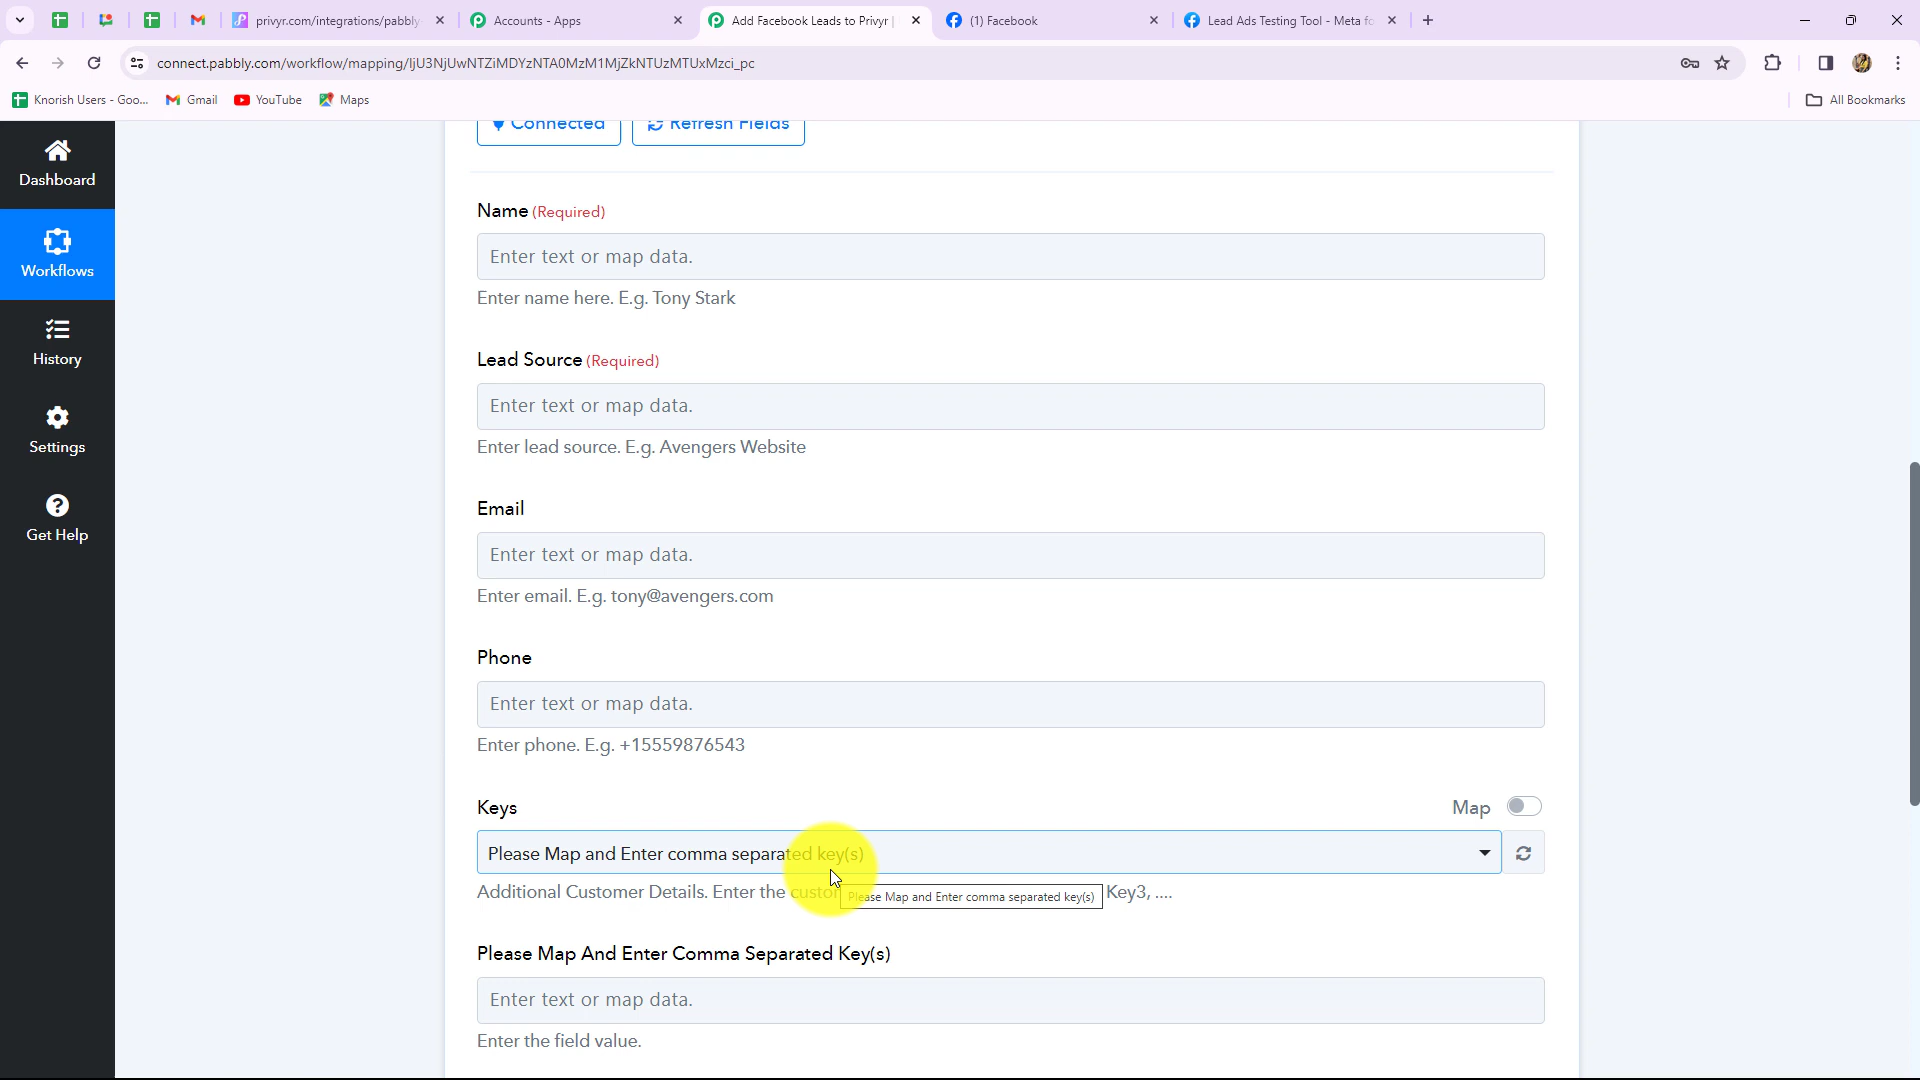 privyr.com/integrations/pabbly
Accounts - Apps
Add Facebook Leads to Privyr |
(1) Facebook
Lead Ads Testing Tool - Meta fo
connect.pabbly.com/workflow/mapping/IjU3NjUwNTZiMDYzNTA0MzM1MjZkNTUzMTUxMzci_pc
Knorish Users - Goo...
Gmail
YouTube
Maps
All Bookmarks
Dashboard
Workflows
History
Settings
Get Help
Connected
Refresh Fields
Name (Required)
Enter text or map data.
Enter name here. E.g. Tony Stark
Lead Source (Required)
Enter text or map data.
Enter lead source. E.g. Avengers Website
Email
Enter text or map data.
Enter email. E.g. tony@avengers.com
Phone
Enter text or map data.
Enter phone. E.g. +15559876543
Keys
Map
Please Map and Enter comma separated key(s)
Additional Customer Details. Enter the custo
Please Map and Enter comma separated key(s)
Key3, ....
Please Map And Enter Comma Separated Key(s)
Enter text or map data.
Enter the field value.